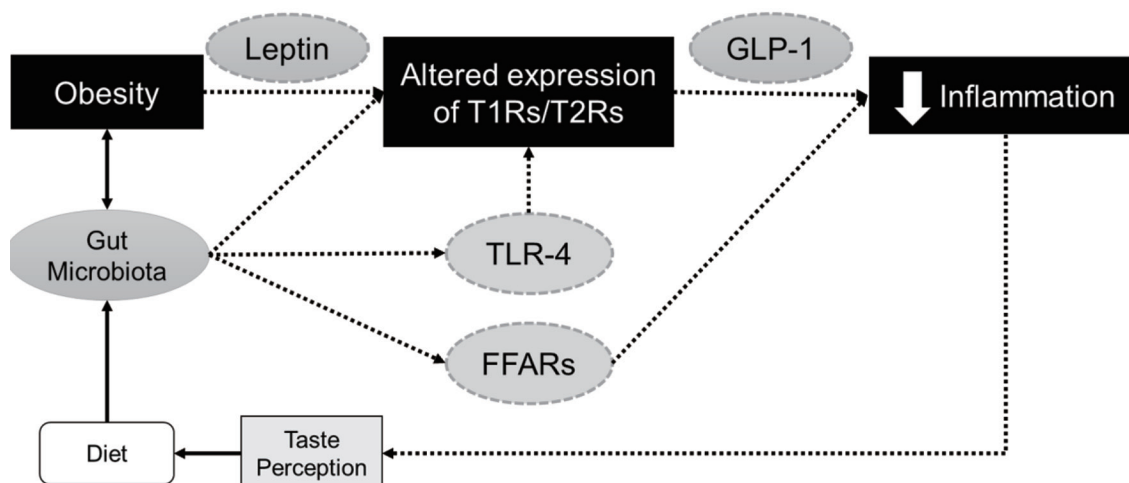 Leptin
GLP-1
Obesity
Altered expression
of T1Rs/T2Rs
Inflammation
Gut
Microbiota
TLR-4
FFARs
Diet
Taste
Perception